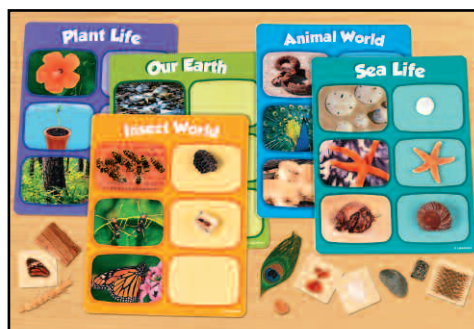 Plant Life
Animal World
Our Earth
Sea Life
Insect World